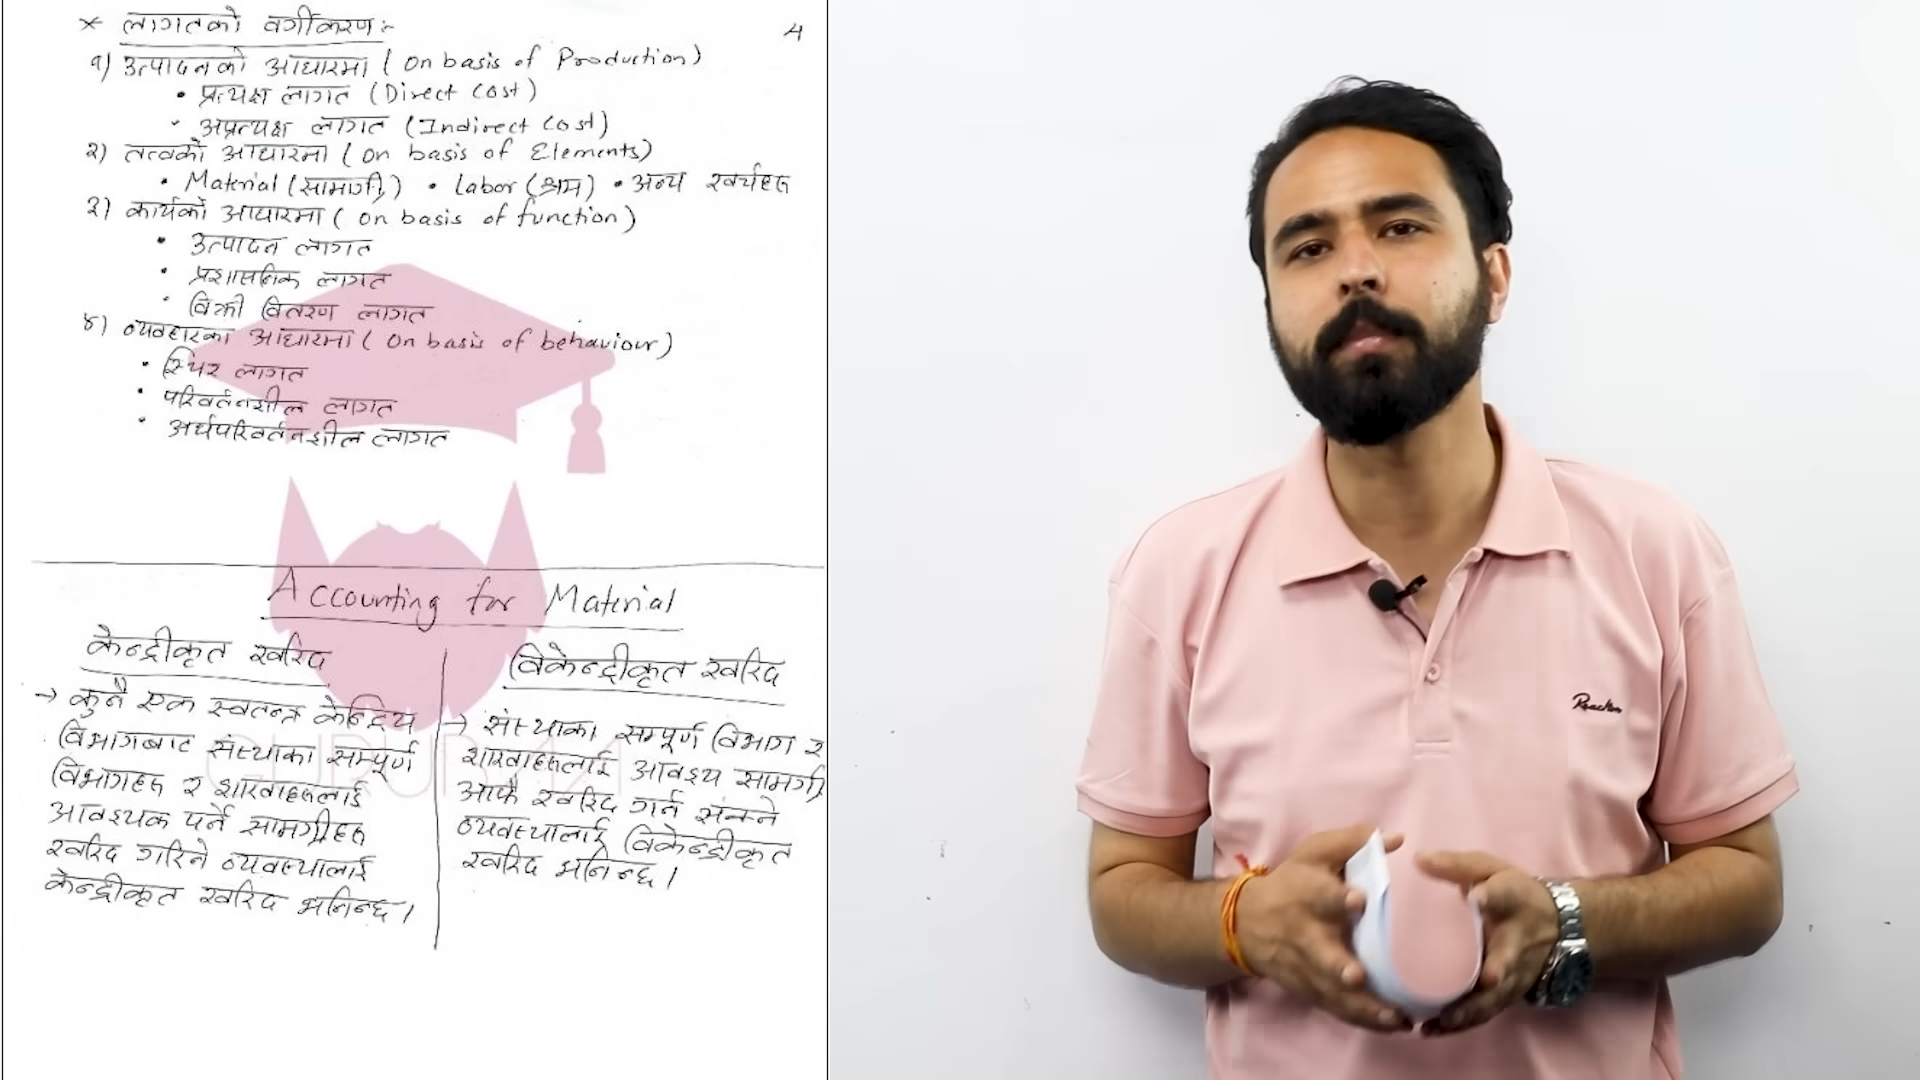 * लागतको वर्गीकरण :-
4
१) उत्पादनको आधारमा ( On basis of Production )
• प्रत्यक्ष लागत ( Direct Cost )
• अप्रत्यक्ष लागत ( Indirect Cost )
२) तत्वको आधारमा ( On basis of Elements )
• Material (सामाग्री) • Labor (श्रम) • अन्य खर्चहरु
३) कार्यको आधारमा ( On basis of function )
• उत्पादन लागत
• प्रशासनिक लागत
• विक्री वितरण लागत
४) व्यवहारका आधारमा ( On basis of behaviour )
• स्थिर लागत
• परिवर्तनशील लागत
• अर्धपरिवर्तनशील लागत
Accounting for Material
केन्द्रीकृत खरिद
→ कुनै एक स्वतन्त्र केन्द्रिय
विभागबाट संस्थाका सम्पूर्ण
विभागहरु र शाखाहरुलाई
आवश्यक पर्ने सामग्रीहरु
खरिद गरिने व्यवस्थालाई
केन्द्रीकृत खरिद भनिन्छ ।
विकेन्द्रीकृत खरिद
→ संस्थाका सम्पूर्ण विभाग र
शाखाहरुलाई आवश्य सामग्री
आफै खरिद गर्न सक्ने
व्यवस्थालाई विकेन्द्रीकृत
खरिद भनिन्छ ।
GURUBAA